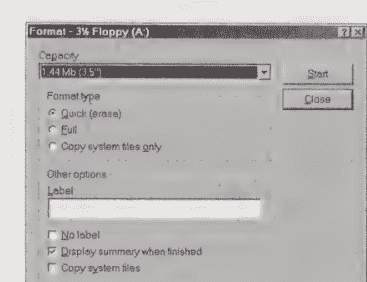 Format - 3½ Floppy (A:)
Capacity
1.44 Mb (3.5")
Start
Format type
Close
Quick (erase)
Full
Copy system files only
Other options
Label
No label
Display summary when finished
Copy system files